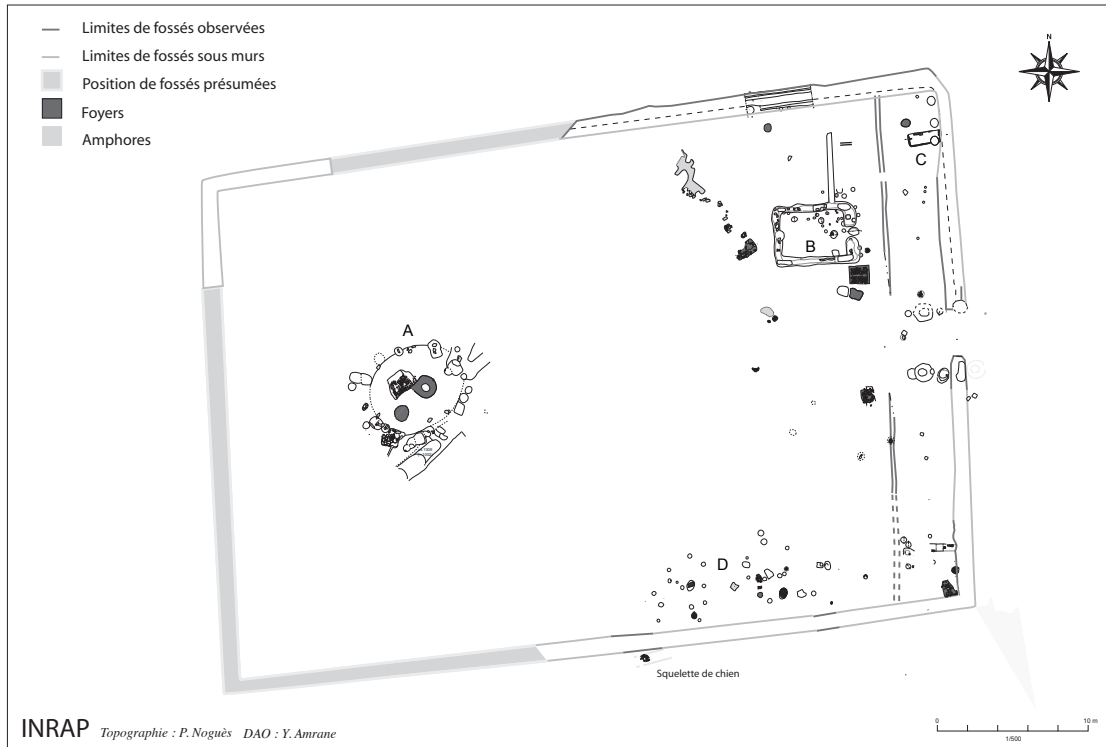 Limites de fossés observées
Limites de fossés sous murs
Position de fossés présumées
Foyers
Amphores
N
C
B
A
D
Squelette de chien
INRAP Topographie : P. Noguès DAO : Y. Amrane
0 10 m
1/500